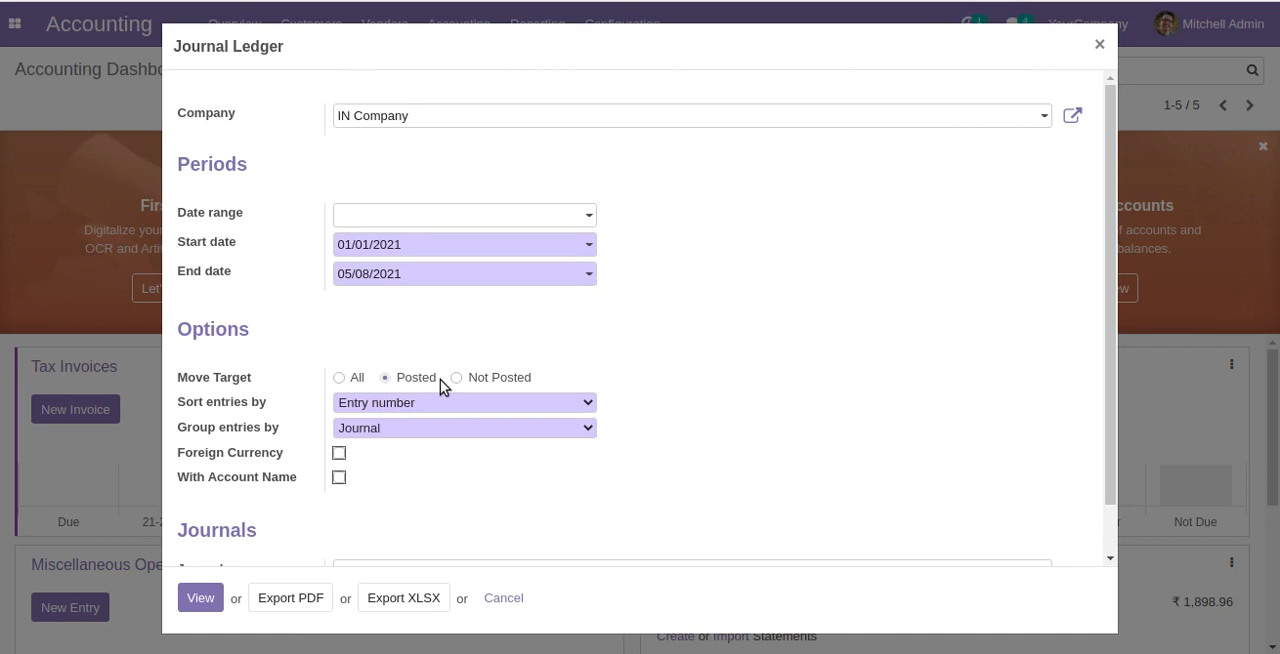 Accounting
Mitchell Admin
Accounting Dashbo
1-5 / 5
Journal Ledger
×
Company
IN Company
Periods
Date range
Start date
01/01/2021
End date
05/08/2021
Options
Move Target
All Posted Not Posted
Sort entries by
Entry number
Group entries by
Journal
Foreign Currency
With Account Name
Journals
View or Export PDF or Export XLSX or Cancel
Fir
Digitalize your
OCR and Arti
Let'
ccounts
f accounts and
balances.
ew
Tax Invoices
New Invoice
Due
21-2
Not Due
Miscellaneous Ope
New Entry
₹ 1,898.96
Create or Import Statements